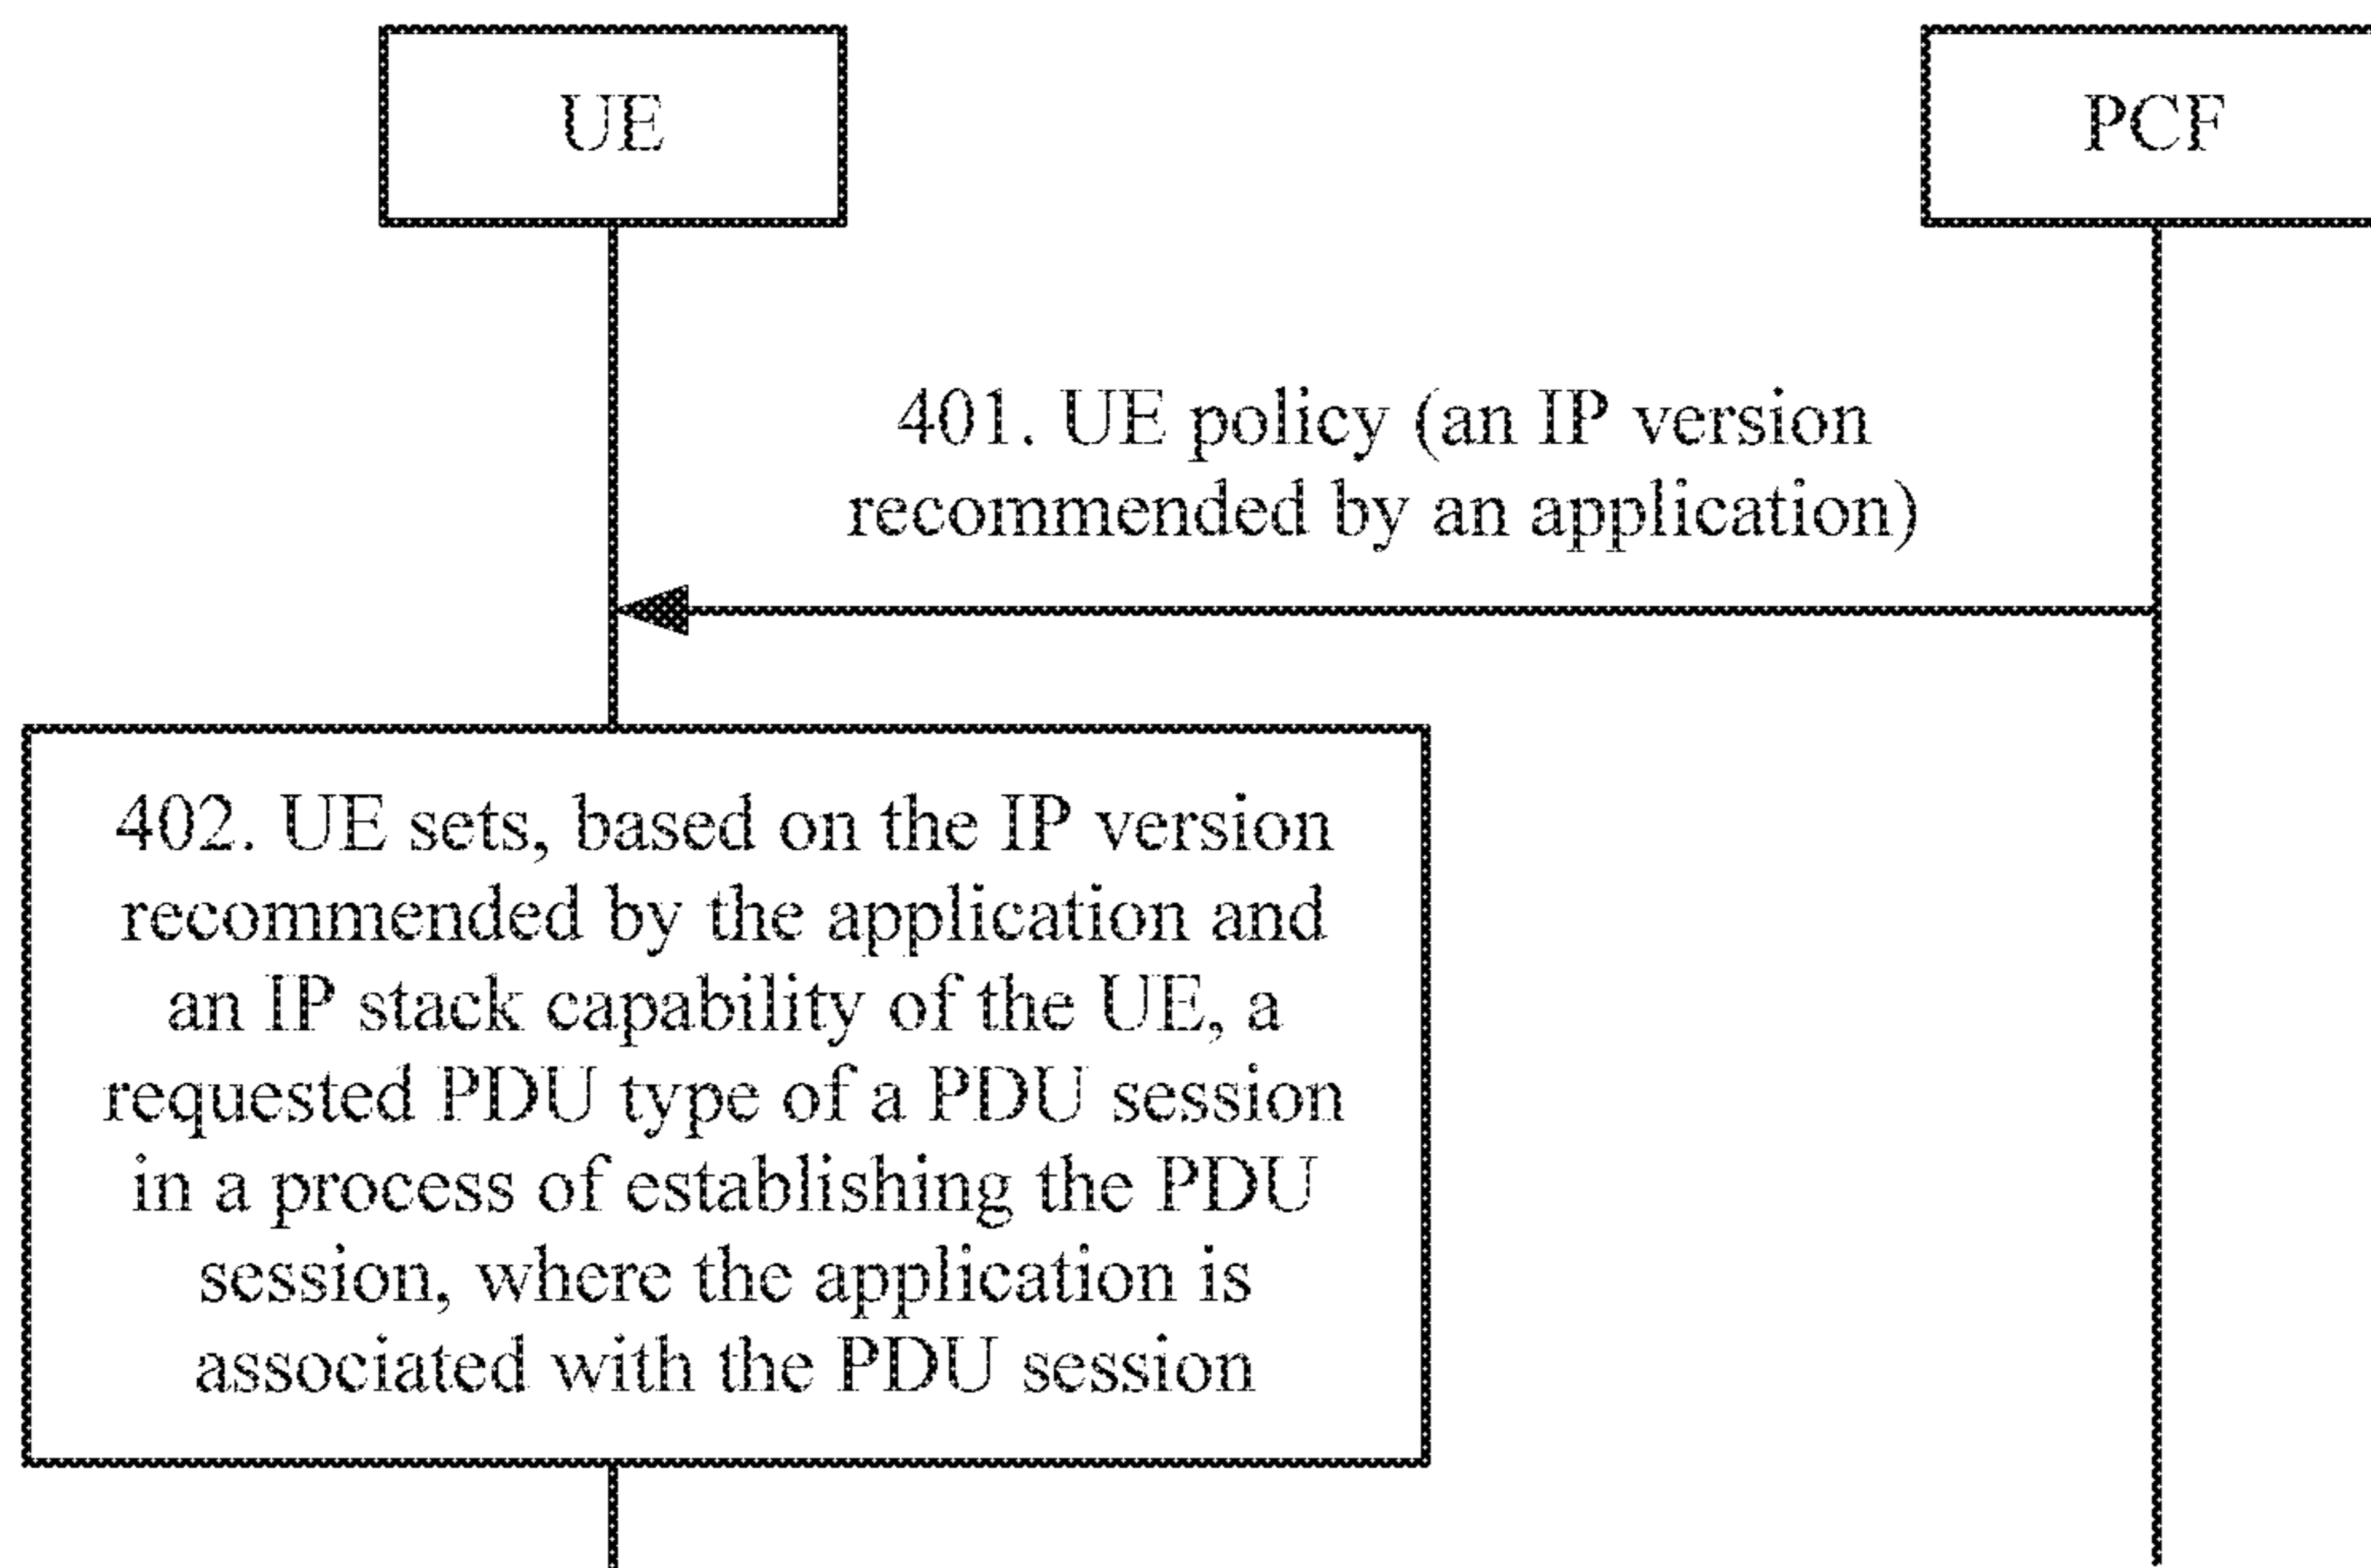 UE
PCF
401. UE policy (an IP version
recommended by an application)
402. UE sets, based on the IP version
recommended by the application and
an IP stack capability of the UE, a
requested PDU type of a PDU session
in a process of establishing the PDU
session, where the application is
associated with the PDU session